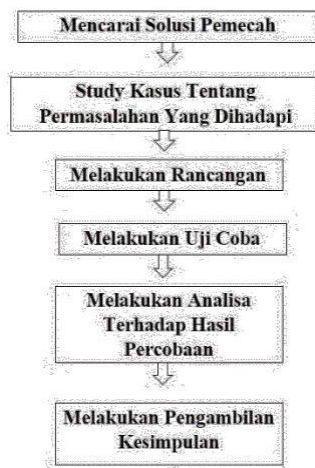 Mencarai Solusi Pemecah
Study Kasus Tentang
Permasalahan Yang Dihadapi
Melakukan Rancangan
Melakukan Uji Coba
Melakukan Analisa
Terhadap Hasil
Percobaan
Melakukan Pengambilan
Kesimpulan